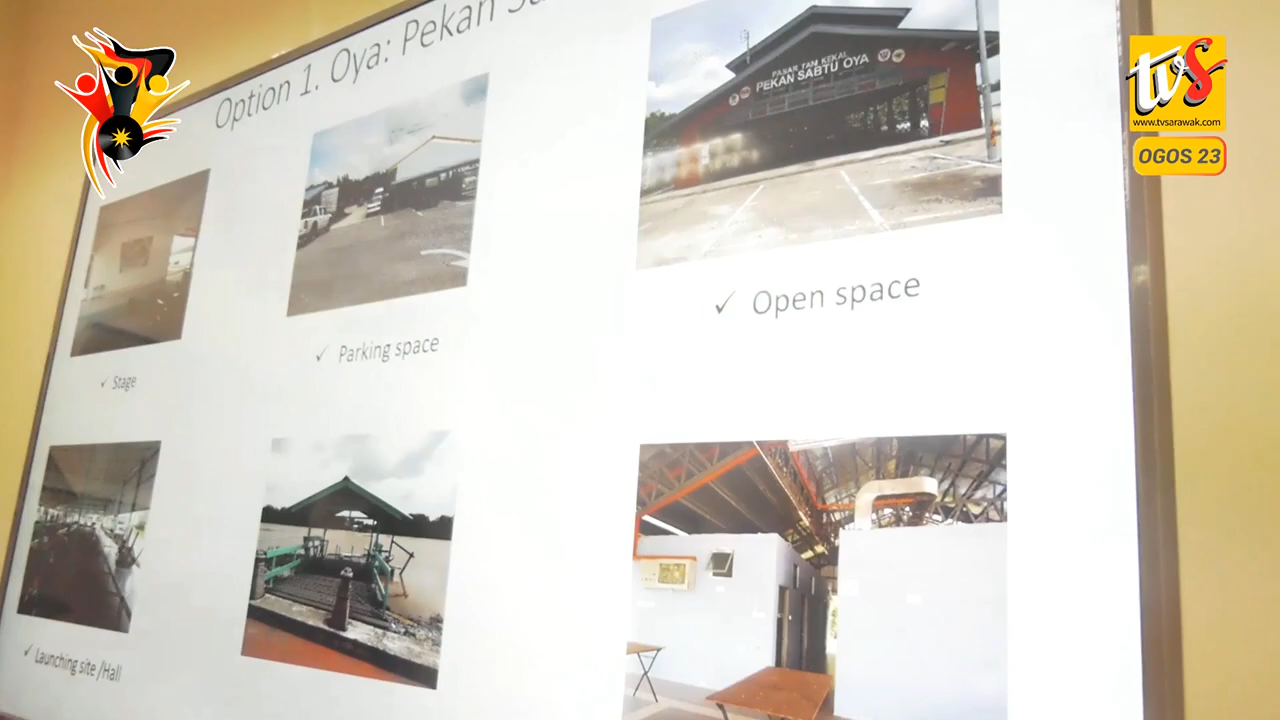 Option 1. Oya: Pekan
PASAR TANI KEKAL
PEKAN SABTU OYA
✓ Open space
✓ Parking space
✓ Stage
✓ Launching site /Hall
tvS
www.tvsarawak.com
OGOS 23